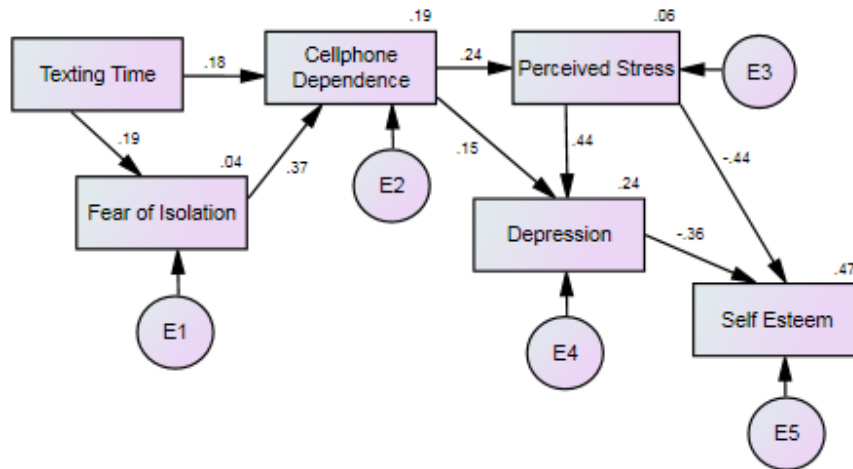 .19
.06
Texting Time
.18
Cellphone
Dependence
.24
Perceived Stress
E3
.19
.04
.37
E2
.15
.44
-.44
Fear of Isolation
.24
Depression
-.36
.47
E1
E4
Self Esteem
E5